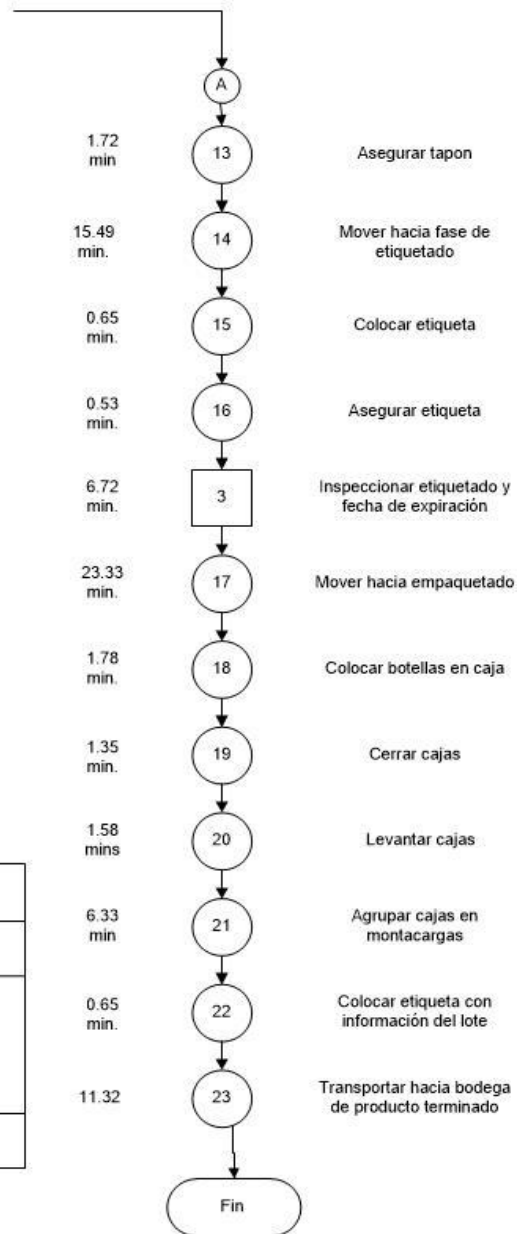 A
1.72
min
13
Asegurar tapon
15.49
min.
14
Mover hacia fase de
etiquetado
0.65
min.
15
Colocar etiqueta
0.53
min.
16
Asegurar etiqueta
6.72
min.
3
Inspeccionar etiquetado y
fecha de expiración
23.33
min.
17
Mover hacia empaquetado
1.78
min.
18
Colocar botellas en caja
1.35
min.
19
Cerrar cajas
1.58
mins
20
Levantar cajas
6.33
min
21
Agrupar cajas en
montacargas
0.65
min.
22
Colocar etiqueta con
información del lote
11.32
23
Transportar hacia bodega
de producto terminado
Fin